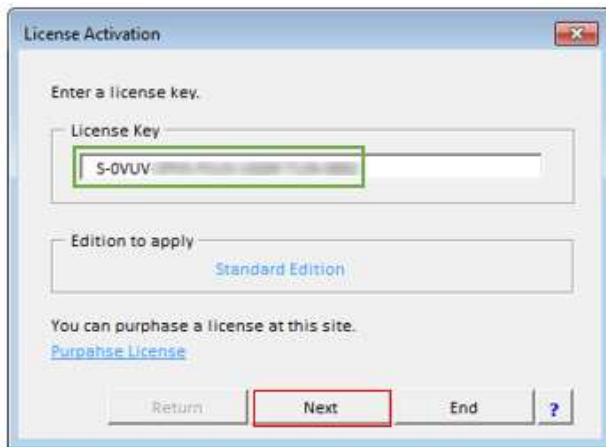 License Activation
Enter a license key.
License Key
S-0VUV
Edition to apply
Standard Edition
You can purphase a license at this site.
Purpahse License
Return Next End ?